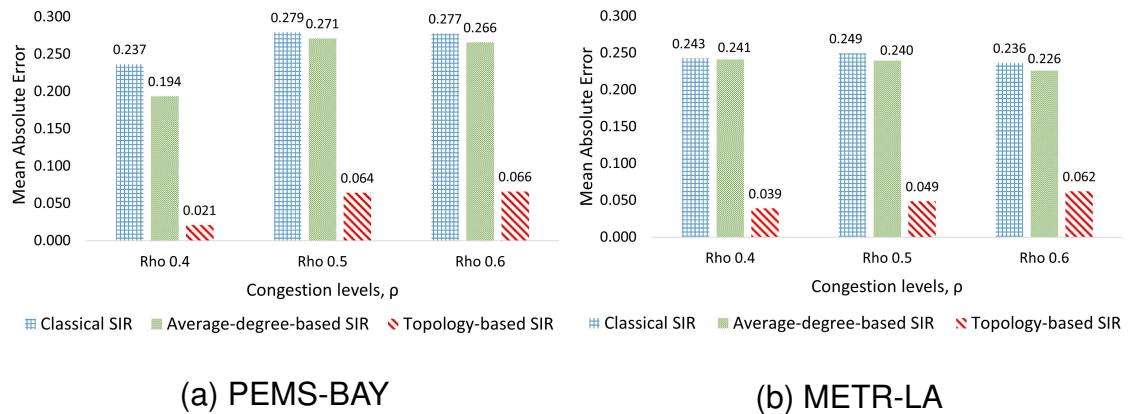 0.300
0.250
0.200
0.150
0.100
0.050
0.000
Mean Absolute Error
0.237
0.194
0.021
0.279
0.271
0.064
0.277
0.266
0.066
Rho 0.4
Rho 0.5
Rho 0.6
Congestion levels, ρ
Classical SIR
Average-degree-based SIR
Topology-based SIR
(a) PEMS-BAY
0.300
0.250
0.200
0.150
0.100
0.050
0.000
Mean Absolute Error
0.243
0.241
0.039
0.249
0.240
0.049
0.236
0.226
0.062
Rho 0.4
Rho 0.5
Rho 0.6
Congestion levels, ρ
Classical SIR
Average-degree-based SIR
Topology-based SIR
(b) METR-LA